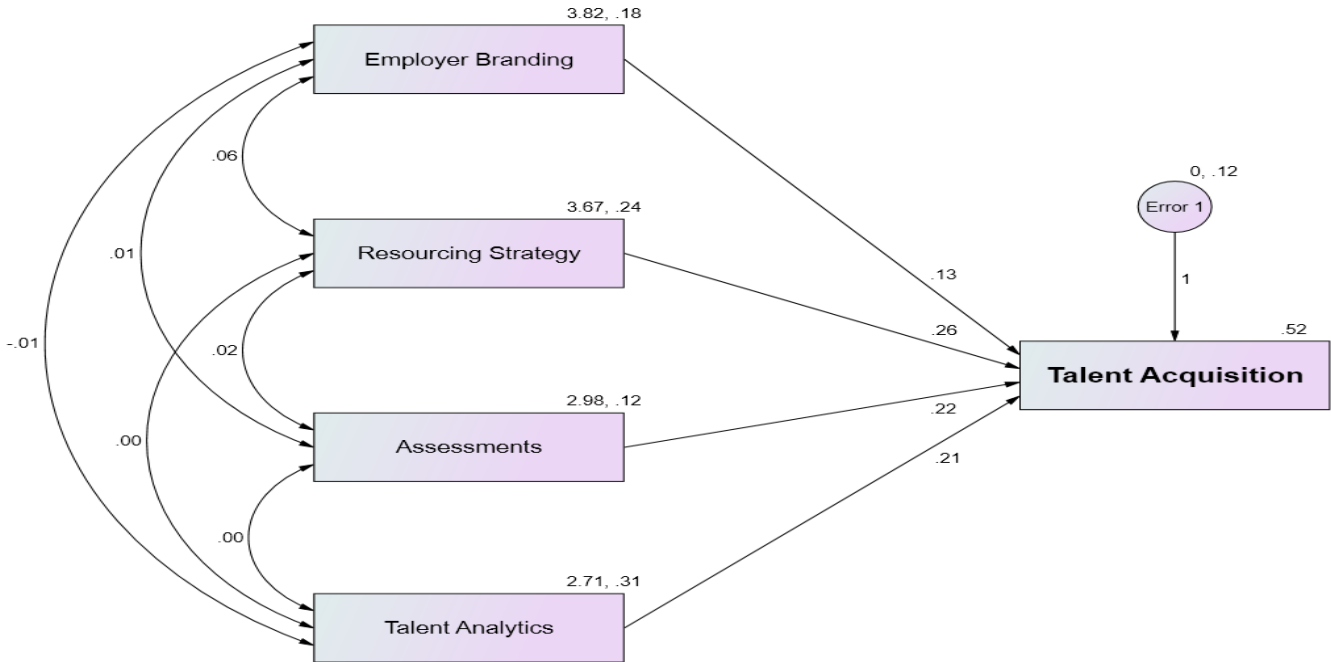 3.82, .18
Employer Branding
.06
3.67, .24
0, .12
Error 1
Resourcing Strategy
.01
.13
1
.26
.52
-.01
.02
Talent Acquisition
2.98, .12
.22
.00
Assessments
.21
.00
2.71, .31
Talent Analytics